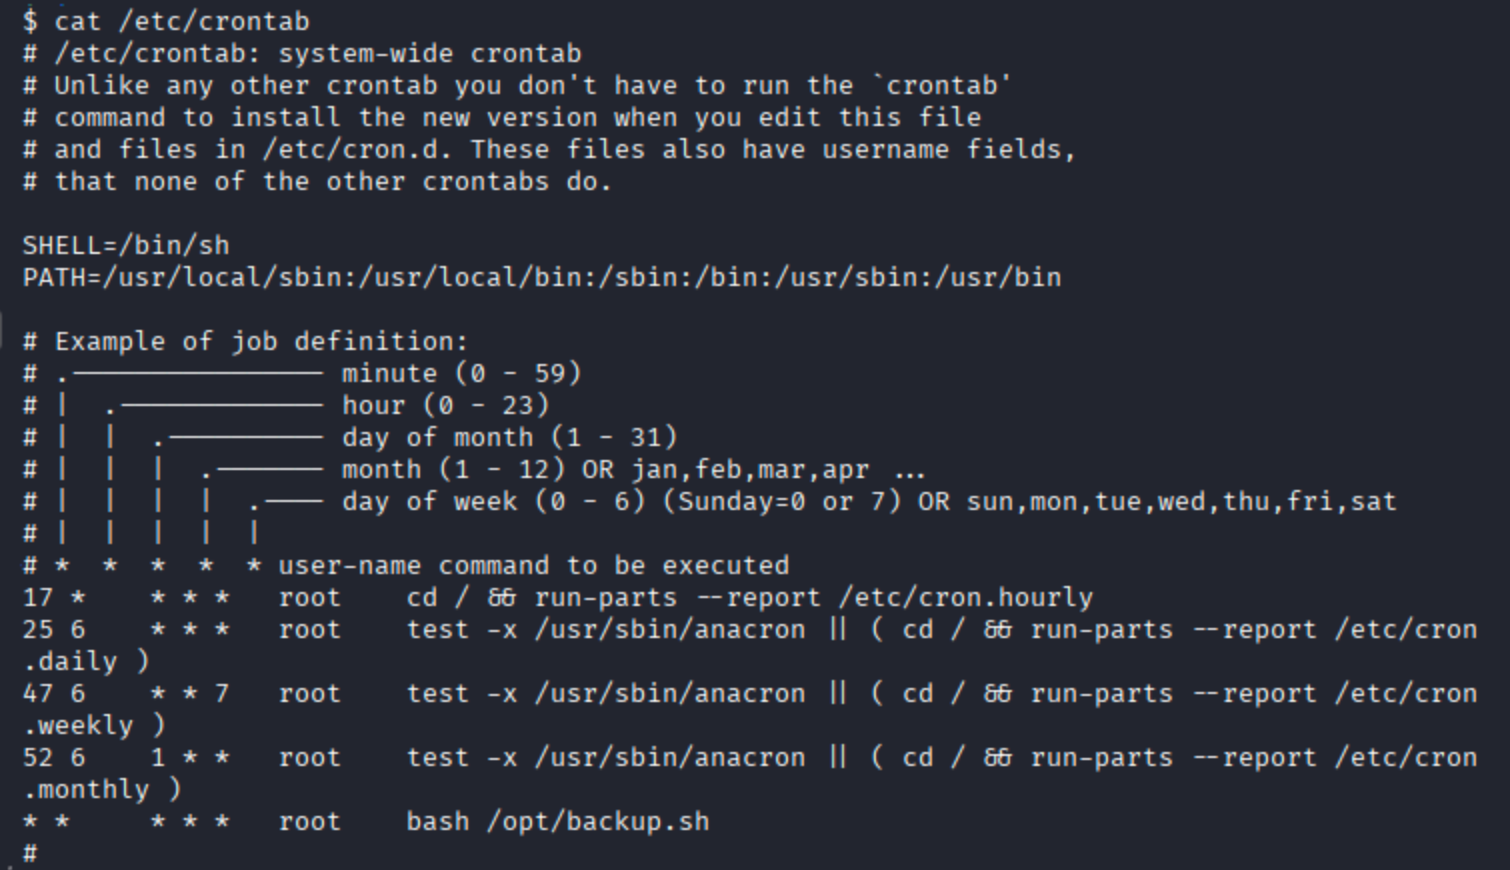 $ cat /etc/crontab
# /etc/crontab: system-wide crontab
# Unlike any other crontab you don't have to run the `crontab'
# command to install the new version when you edit this file
# and files in /etc/cron.d. These files also have username fields,
# that none of the other crontabs do.

SHELL=/bin/sh
PATH=/usr/local/sbin:/usr/local/bin:/sbin:/bin:/usr/sbin:/usr/bin

# Example of job definition:
# .---------------- minute (0 - 59)
# |  .------------- hour (0 - 23)
# |  |  .---------- day of month (1 - 31)
# |  |  |  .------- month (1 - 12) OR jan,feb,mar,apr ...
# |  |  |  |  .---- day of week (0 - 6) (Sunday=0 or 7) OR sun,mon,tue,wed,thu,fri,sat
# |  |  |  |  |
# *  *  *  *  * user-name command to be executed
17 *    * * *   root    cd / && run-parts --report /etc/cron.hourly
25 6    * * *   root    test -x /usr/sbin/anacron || ( cd / && run-parts --report /etc/cron
.daily )
47 6    * * 7   root    test -x /usr/sbin/anacron || ( cd / && run-parts --report /etc/cron
.weekly )
52 6    1 * *   root    test -x /usr/sbin/anacron || ( cd / && run-parts --report /etc/cron
.monthly )
* *     * * *   root    bash /opt/backup.sh
#